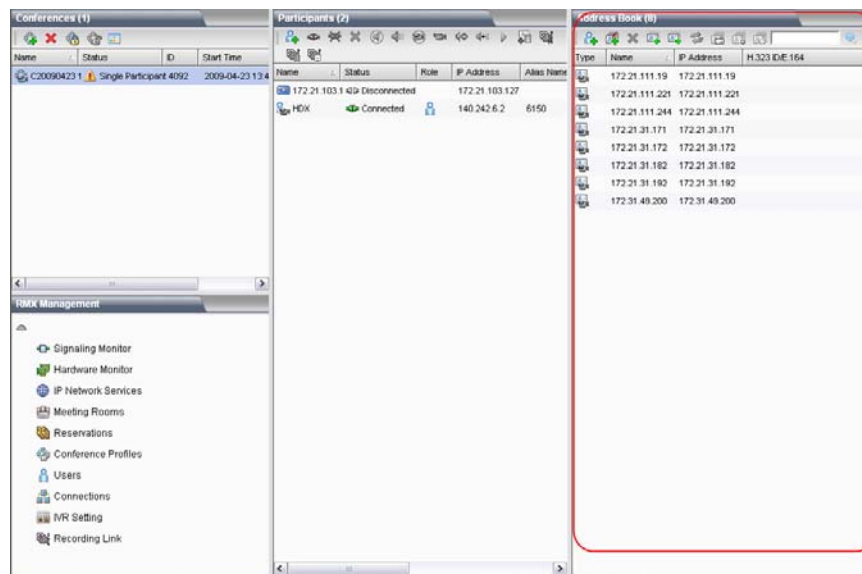 Conferences (1)
Name Status ID Start Time
C20090423 1 Single Participant 4092 2009-04-23 13:4
RMX Management
Signaling Monitor
Hardware Monitor
IP Network Services
Meeting Rooms
Reservations
Conference Profiles
Users
Connections
IVR Setting
Recording Link
Participants (2)
Name Status Role IP Address Alias Name
172.21.103.1 Disconnected 172.21.103.127
HDX Connected 140.242.6.2 6150
Address Book (8)
Type Name IP Address H.323 ID/E.164
172.21.111.19 172.21.111.19
172.21.111.221 172.21.111.221
172.21.111.244 172.21.111.244
172.21.31.171 172.21.31.171
172.21.31.172 172.21.31.172
172.21.31.182 172.21.31.182
172.21.31.192 172.21.31.192
172.31.49.200 172.31.49.200